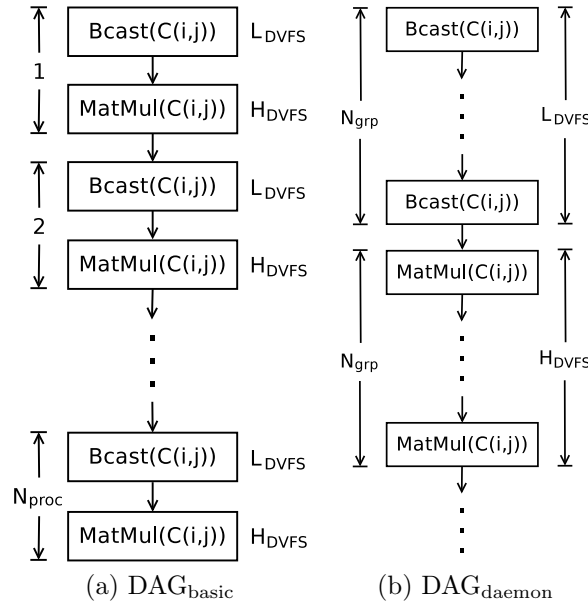 Bcast(C(i,j))
L_DVFS
1
MatMul(C(i,j))
H_DVFS
Bcast(C(i,j))
L_DVFS
2
MatMul(C(i,j))
H_DVFS
Bcast(C(i,j))
L_DVFS
N_proc
MatMul(C(i,j))
H_DVFS
(a) DAG_basic
Bcast(C(i,j))
N_grp
L_DVFS
Bcast(C(i,j))
MatMul(C(i,j))
N_grp
H_DVFS
MatMul(C(i,j))
(b) DAG_daemon